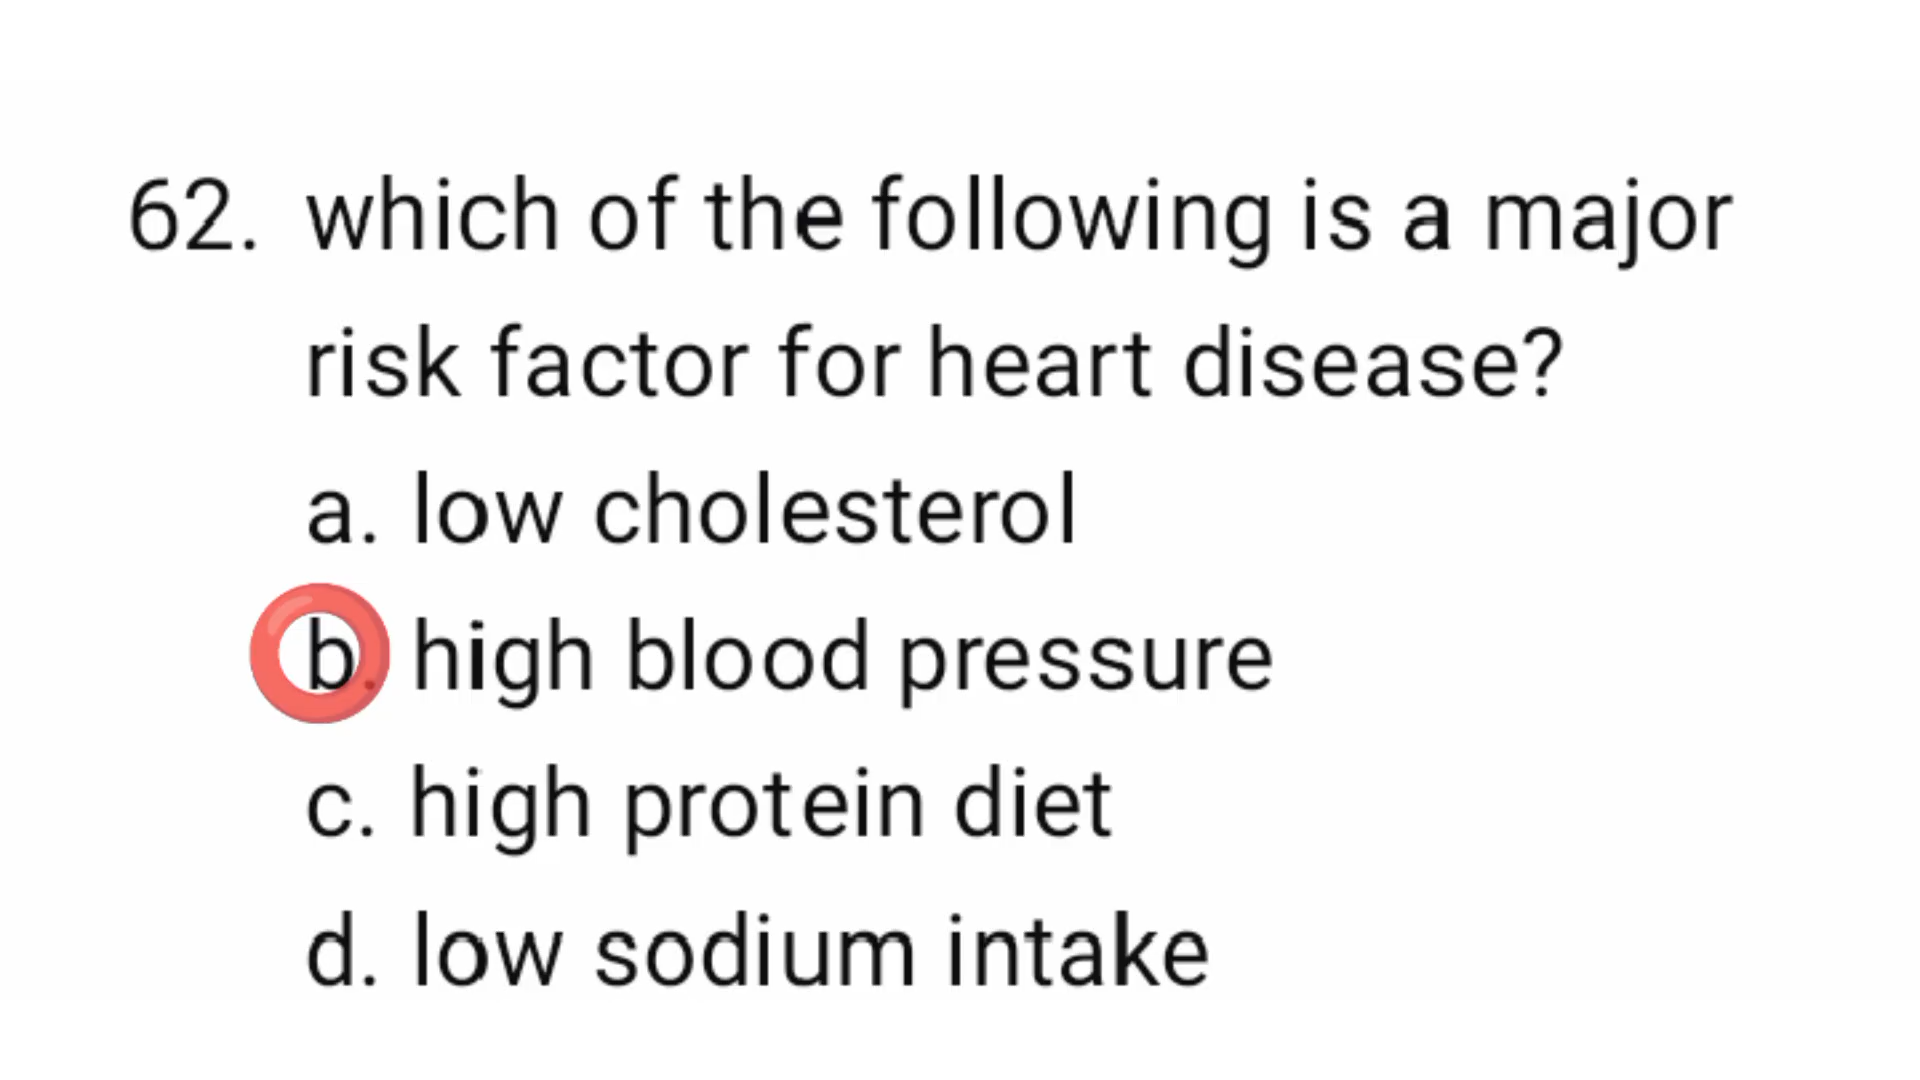 62. which of the following is a major
risk factor for heart disease?
a. low cholesterol
b. high blood pressure
c. high protein diet
d. low sodium intake